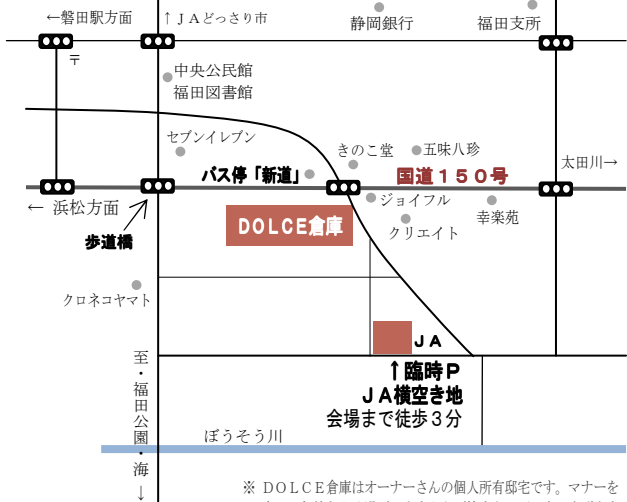 ←磐田駅方面
↑ＪＡどっさり市
静岡銀行
福田支所
〒
中央公民館
福田図書館
セブンイレブン
きのこ堂
五味八珍
太田川→
バス停「新道」
国道１５０号
← 浜松方面
ジョイフル
幸楽苑
DOLCE倉庫
クリエイト
歩道橋
クロネコヤマト
ＪＡ
至・福田公園・海→
↑臨時Ｐ
ＪＡ横空き地
会場まで徒歩３分
ぼうそう川
※ ＤＯＬＣＥ倉庫はオーナーさんの個人所有邸宅です。マナーを